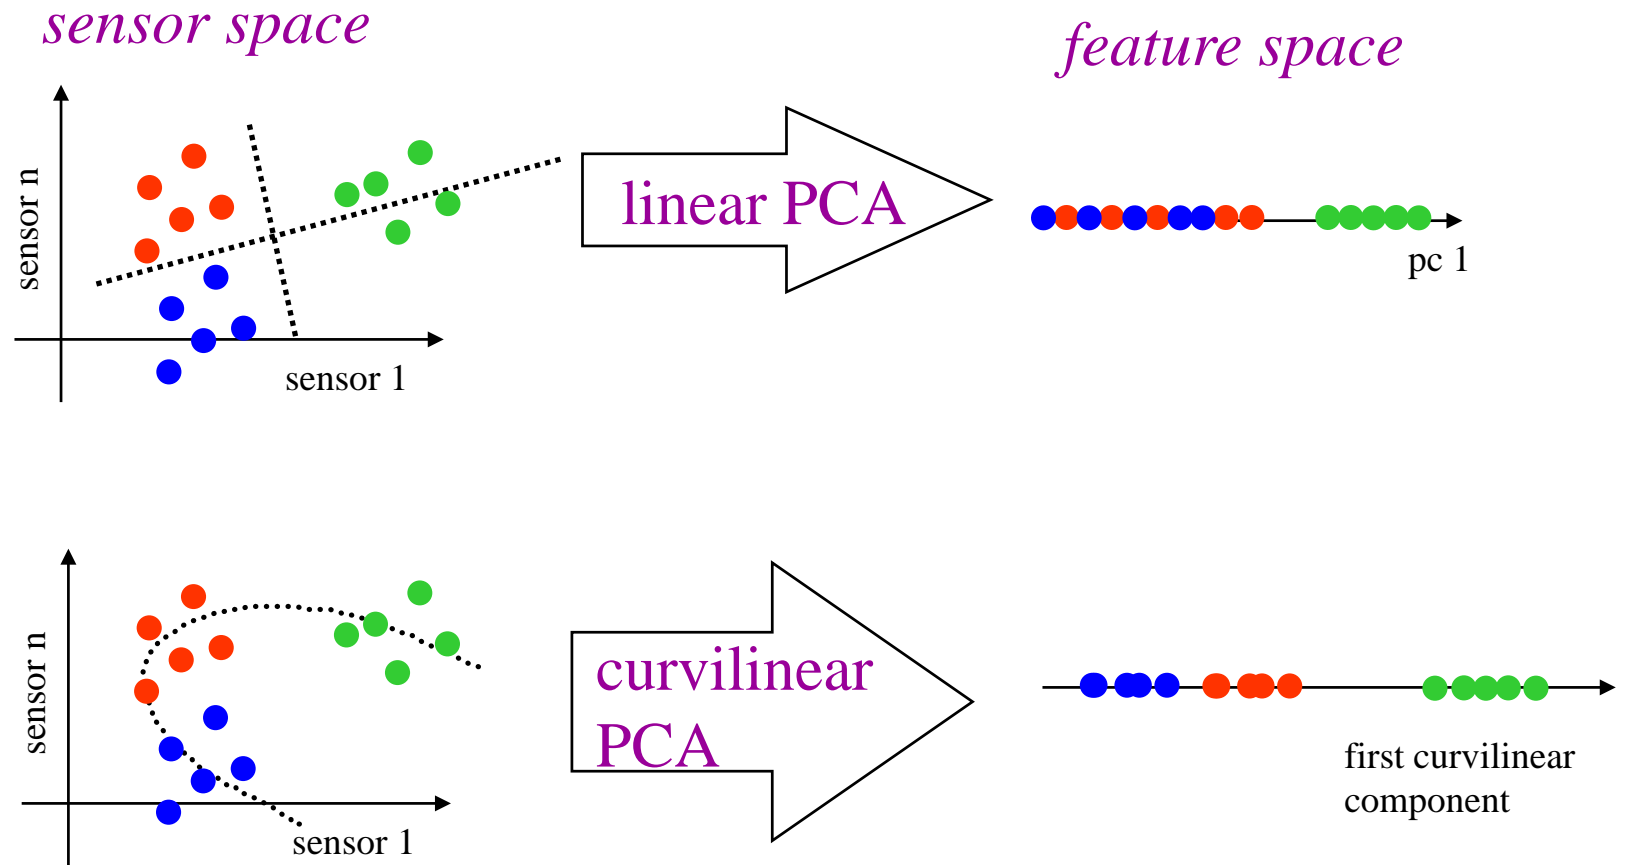 sensor space
feature space
sensor n
linear PCA
pc 1
sensor 1
sensor n
curvilinear
PCA
first curvilinear
component
sensor 1